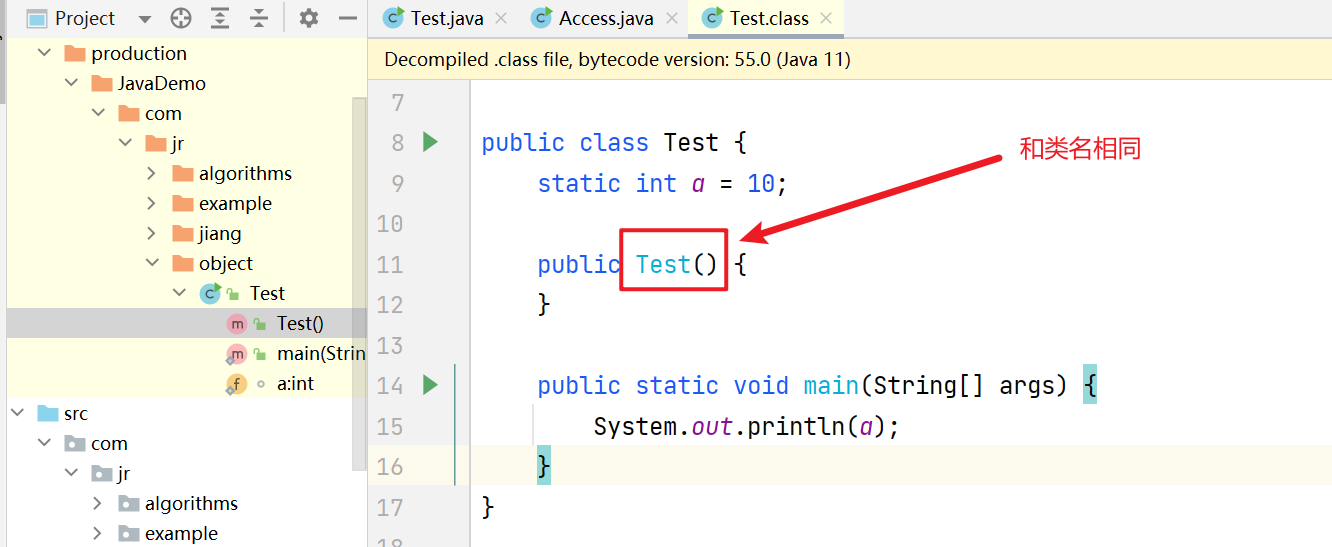 Project
production
JavaDemo
com
jr
algorithms
example
jiang
object
Test
Test()
main(Strin
a:int
src
com
jr
algorithms
example
Test.java
Access.java
Test.class
Decompiled .class file, bytecode version: 55.0 (Java 11)
7
8 public class Test {
9 static int a = 10;
10
11 public Test() {
12 }
13
14 public static void main(String[] args) {
15 System.out.println(a);
16 }
17 }
18
和类名相同